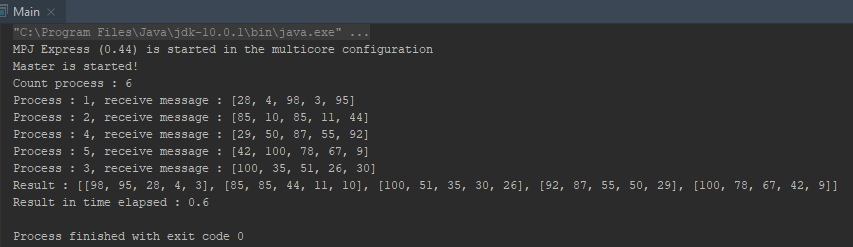 Main
"C:\Program Files\Java\jdk-10.0.1\bin\java.exe" ...
MPJ Express (0.44) is started in the multicore configuration
Master is started!
Count process : 6
Process : 1, receive message : [28, 4, 98, 3, 95]
Process : 2, receive message : [85, 10, 85, 11, 44]
Process : 4, receive message : [29, 50, 87, 55, 92]
Process : 5, receive message : [42, 100, 78, 67, 9]
Process : 3, receive message : [100, 35, 51, 26, 30]
Result : [[98, 95, 28, 4, 3], [85, 85, 44, 11, 10], [100, 51, 35, 30, 26], [92, 87, 55, 50, 29], [100, 78, 67, 42, 9]]
Result in time elapsed : 0.6
Process finished with exit code 0